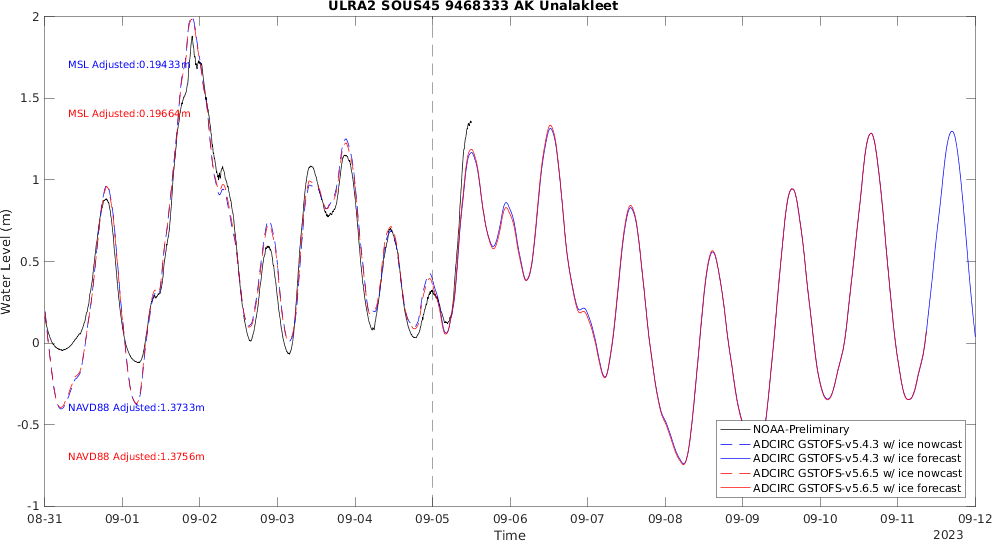 ULRA2 SOUS45 9468333 AK Unalakleet
Water Level (m)
2
1.5
1
0.5
0
-0.5
-1
MSL Adjusted:0.19433m
MSL Adjusted:0.19664m
NAVD88 Adjusted:1.3733m
NAVD88 Adjusted:1.3756m
NOAA-Preliminary
ADCIRC GSTOFS-v5.4.3 w/ ice nowcast
ADCIRC GSTOFS-v5.4.3 w/ ice forecast
ADCIRC GSTOFS-v5.6.5 w/ ice nowcast
ADCIRC GSTOFS-v5.6.5 w/ ice forecast
08-31 09-01 09-02 09-03 09-04 09-05 09-06 09-07 09-08 09-09 09-10 09-11 09-12
Time
2023